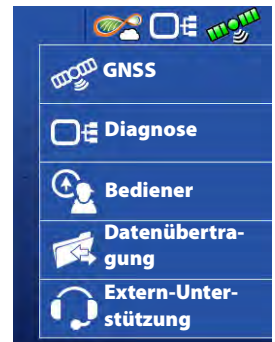 GNSS
Diagnose
Bediener
Datenübertra-
gung
Extern-Unter-
stützung